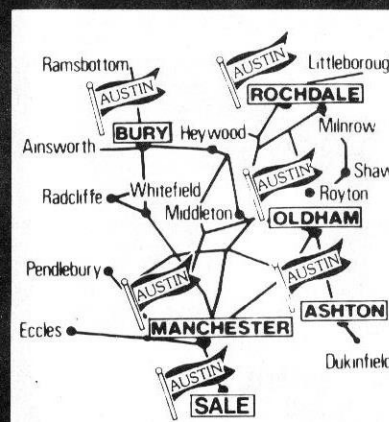 Ramsbottom
AUSTIN
AUSTIN
Littleboroug
ROCHDALE
BURY
Heywood
Milnrow
Ainsworth
AUSTIN
Shaw
Royton
Radcliffe
Whitefield
Middleton
OLDHAM
Pendlebury
AUSTIN
AUSTIN
ASHTON
Eccles
MANCHESTER
Dukinfield
AUSTIN
SALE